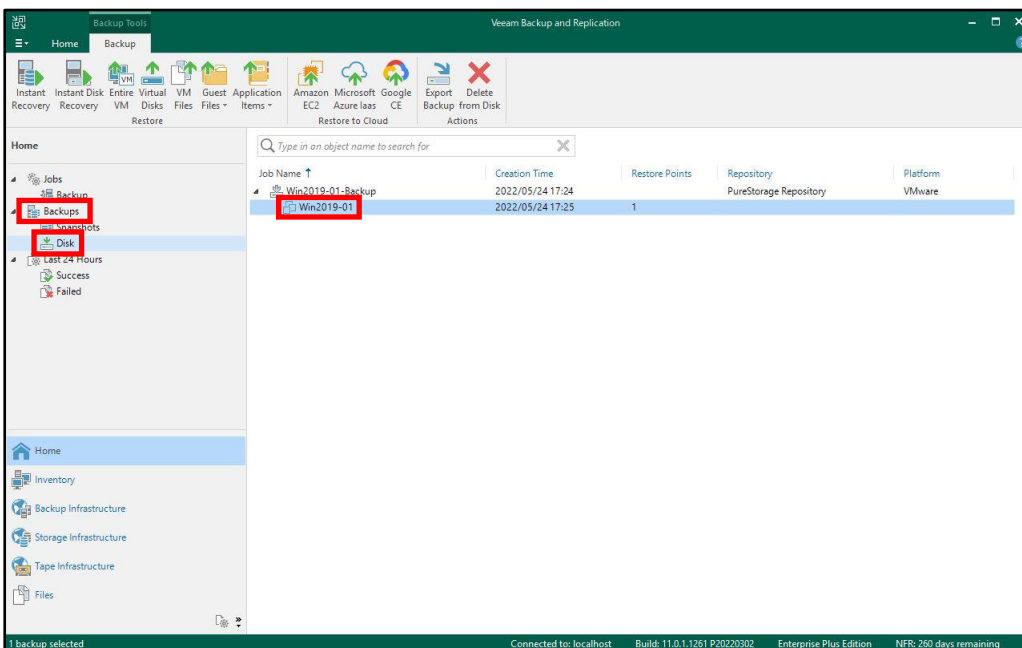 Backup Tools
Veeam Backup and Replication
Home Backup
Instant Recovery
Instant Disk Recovery
Entire VM
Virtual Disks
VM Files
Guest Files
Application Items
Restore
Amazon EC2
Microsoft Azure Iaas
Google CE
Restore to Cloud
Export Backup
Delete from Disk
Actions
Home
Type in an object name to search for
Jobs
Backup
Backups
Snapshots
Disk
Last 24 Hours
Success
Failed
Job Name Creation Time Restore Points Repository Platform
Win2019-01-Backup 2022/05/24 17:24 PureStorage Repository VMware
Win2019-01 2022/05/24 17:25 1
Home
Inventory
Backup Infrastructure
Storage Infrastructure
Tape Infrastructure
Files
1 backup selected Connected to: localhost Build: 11.0.1.1261 P20220302 Enterprise Plus Edition NFR: 260 days remaining